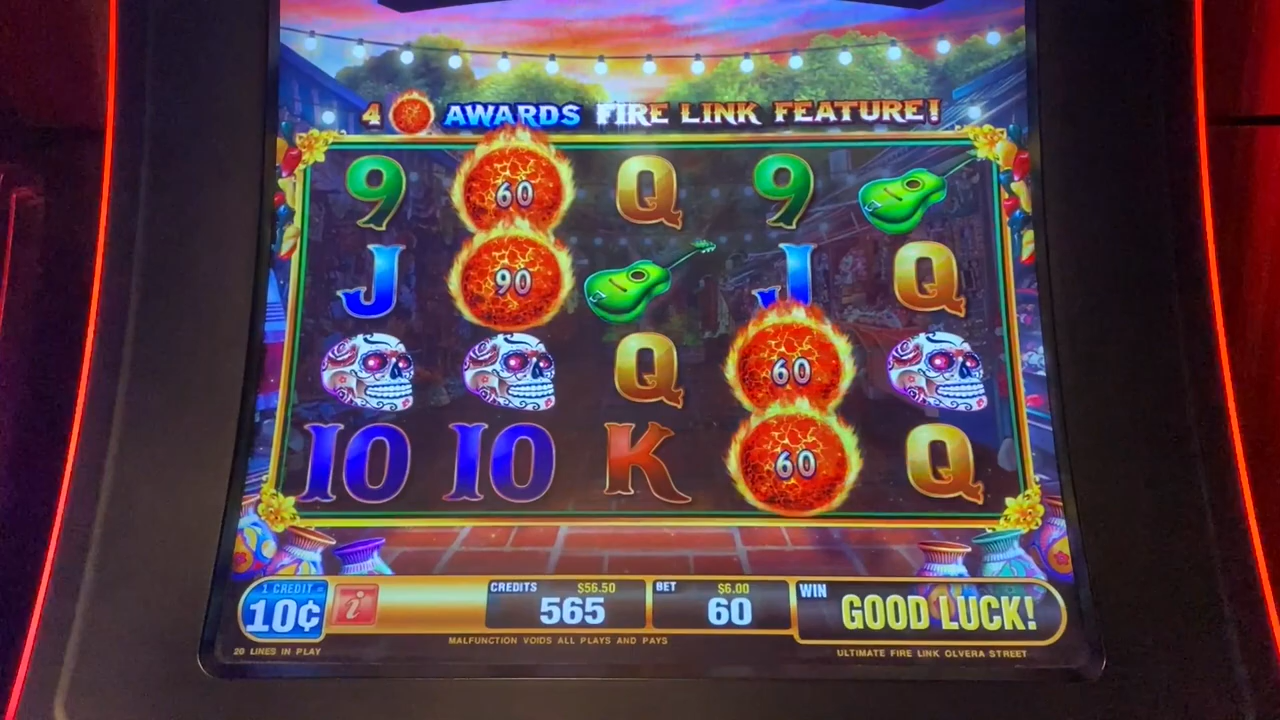 4 AWARDS FIRE LINK FEATURE!
9 60 Q 9
J 90 J Q
Q 60
10 10 K 60 Q
1 CREDIT =
10¢
i
CREDITS $56.50
565
BET $6.00
60
WIN
GOOD LUCK!
MALFUNCTION VOIDS ALL PLAYS AND PAYS
20 LINES IN PLAY
ULTIMATE FIRE LINK OLVERA STREET